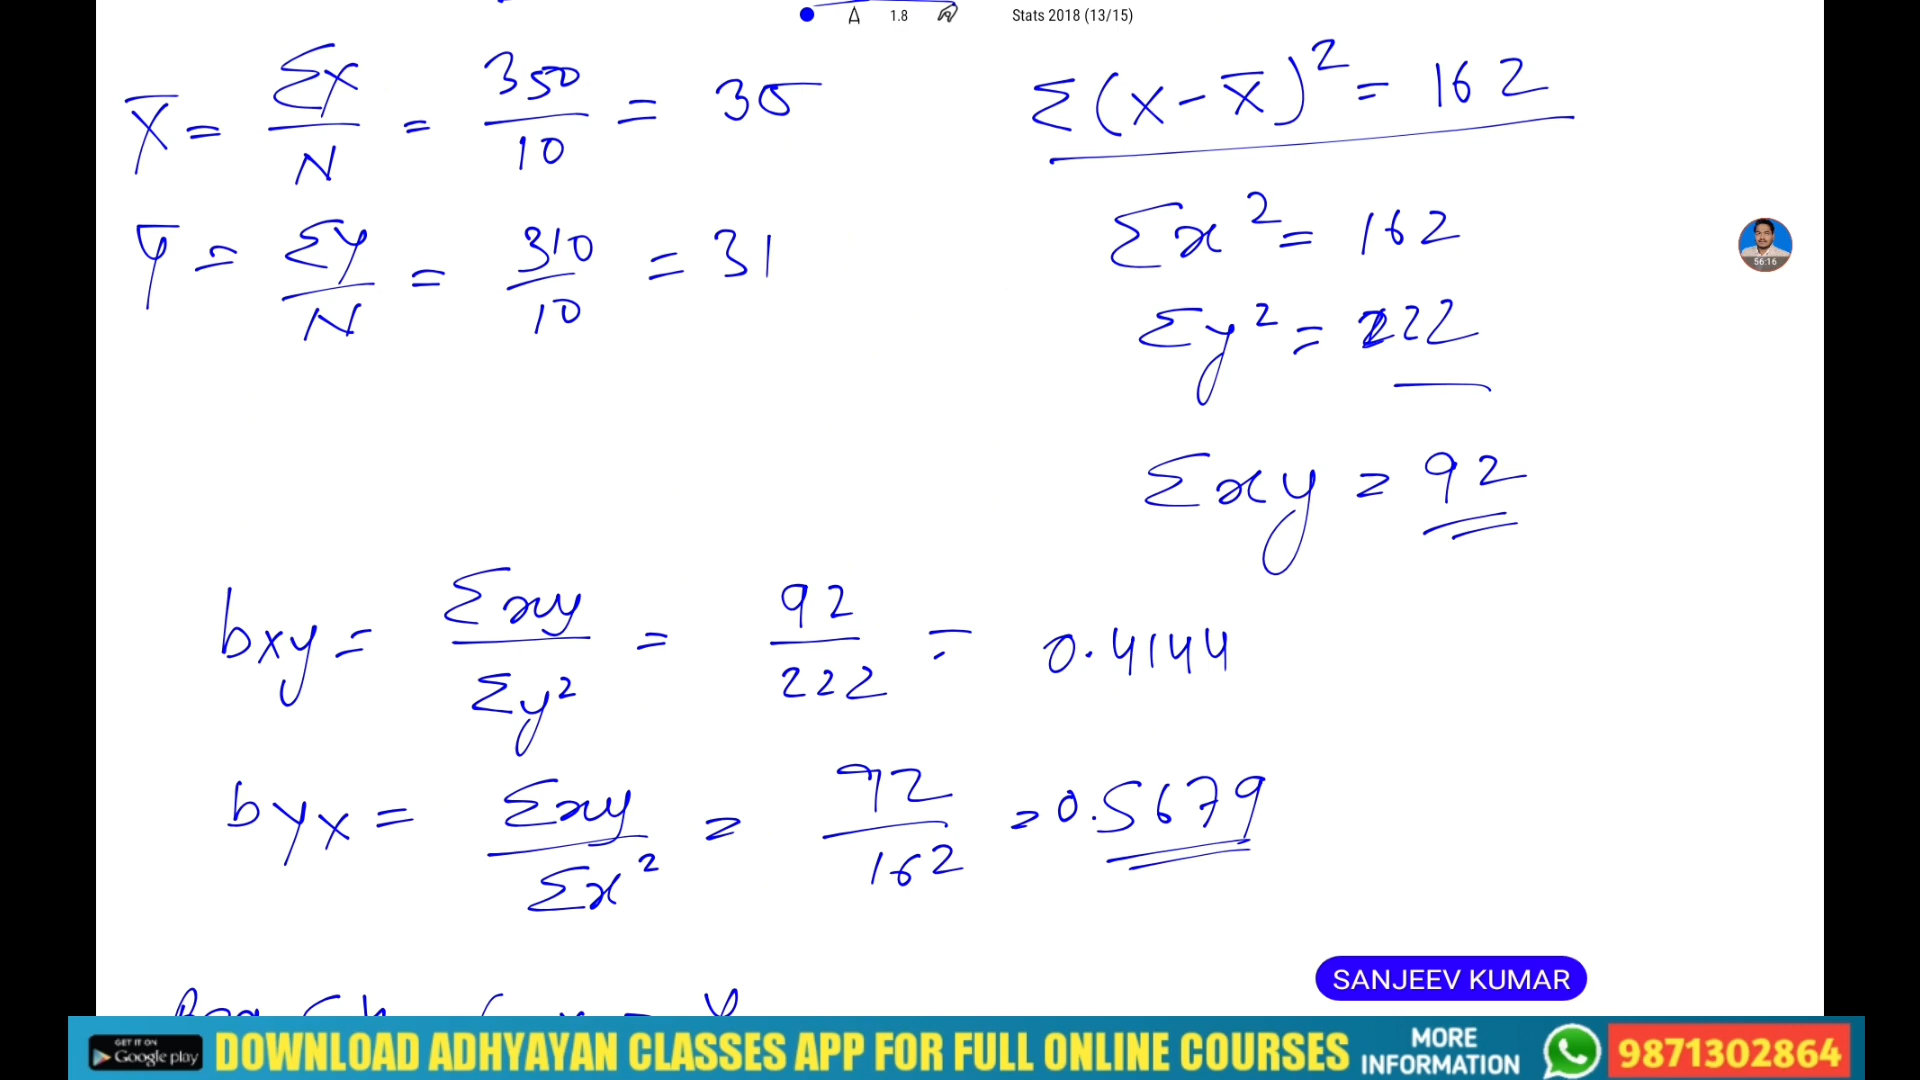 1.8 Stats 2018 (13/15)
X̄ = ΣX/N = 350/10 = 35
Σ(x-x̄)² = 162
Ȳ = ΣY/N = 310/10 = 31
Σx² = 162
Σy² = 222
Σxy = 92
bxy = Σxy/Σy² = 92/222 = 0.4144
byx = Σxy/Σx² = 92/162 = 0.5679
56:16
SANJEEV KUMAR
GET IT ON
Google play
DOWNLOAD ADHYAYAN CLASSES APP FOR FULL ONLINE COURSES
MORE
INFORMATION
9871302864